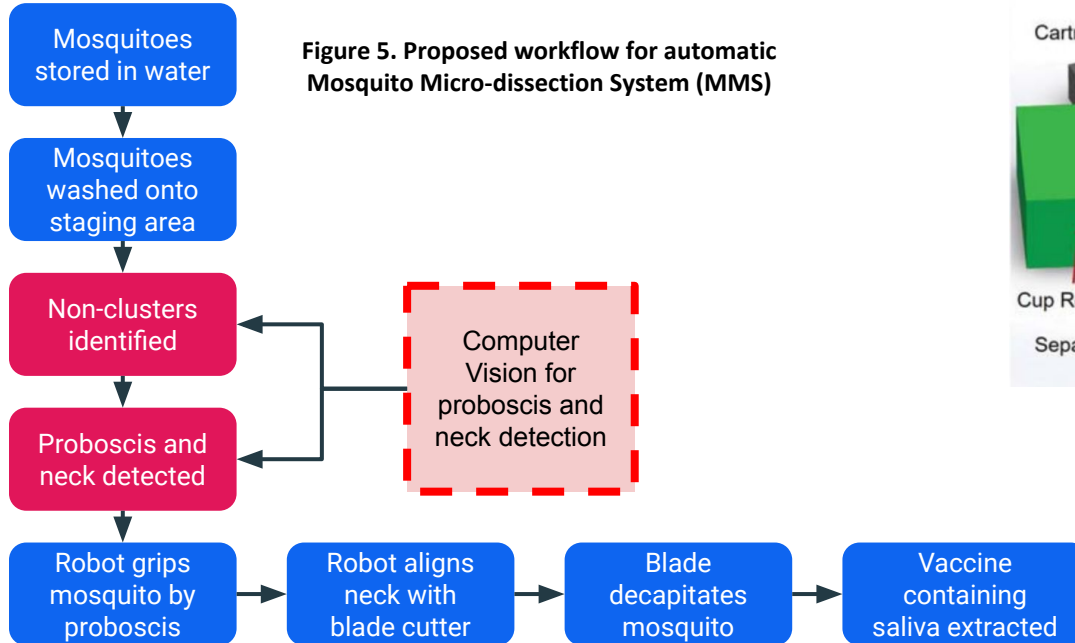 Mosquitoes
stored in water
Figure 5. Proposed workflow for automatic
Mosquito Micro-dissection System (MMS)
Mosquitoes
washed onto
staging area
Non-clusters
identified
Computer
Vision for
proboscis and
neck detection
Proboscis and
neck detected
Robot grips
mosquito by
proboscis
Robot aligns
neck with
blade cutter
Blade
decapitates
mosquito
Vaccine
containing
saliva extracted
Cup